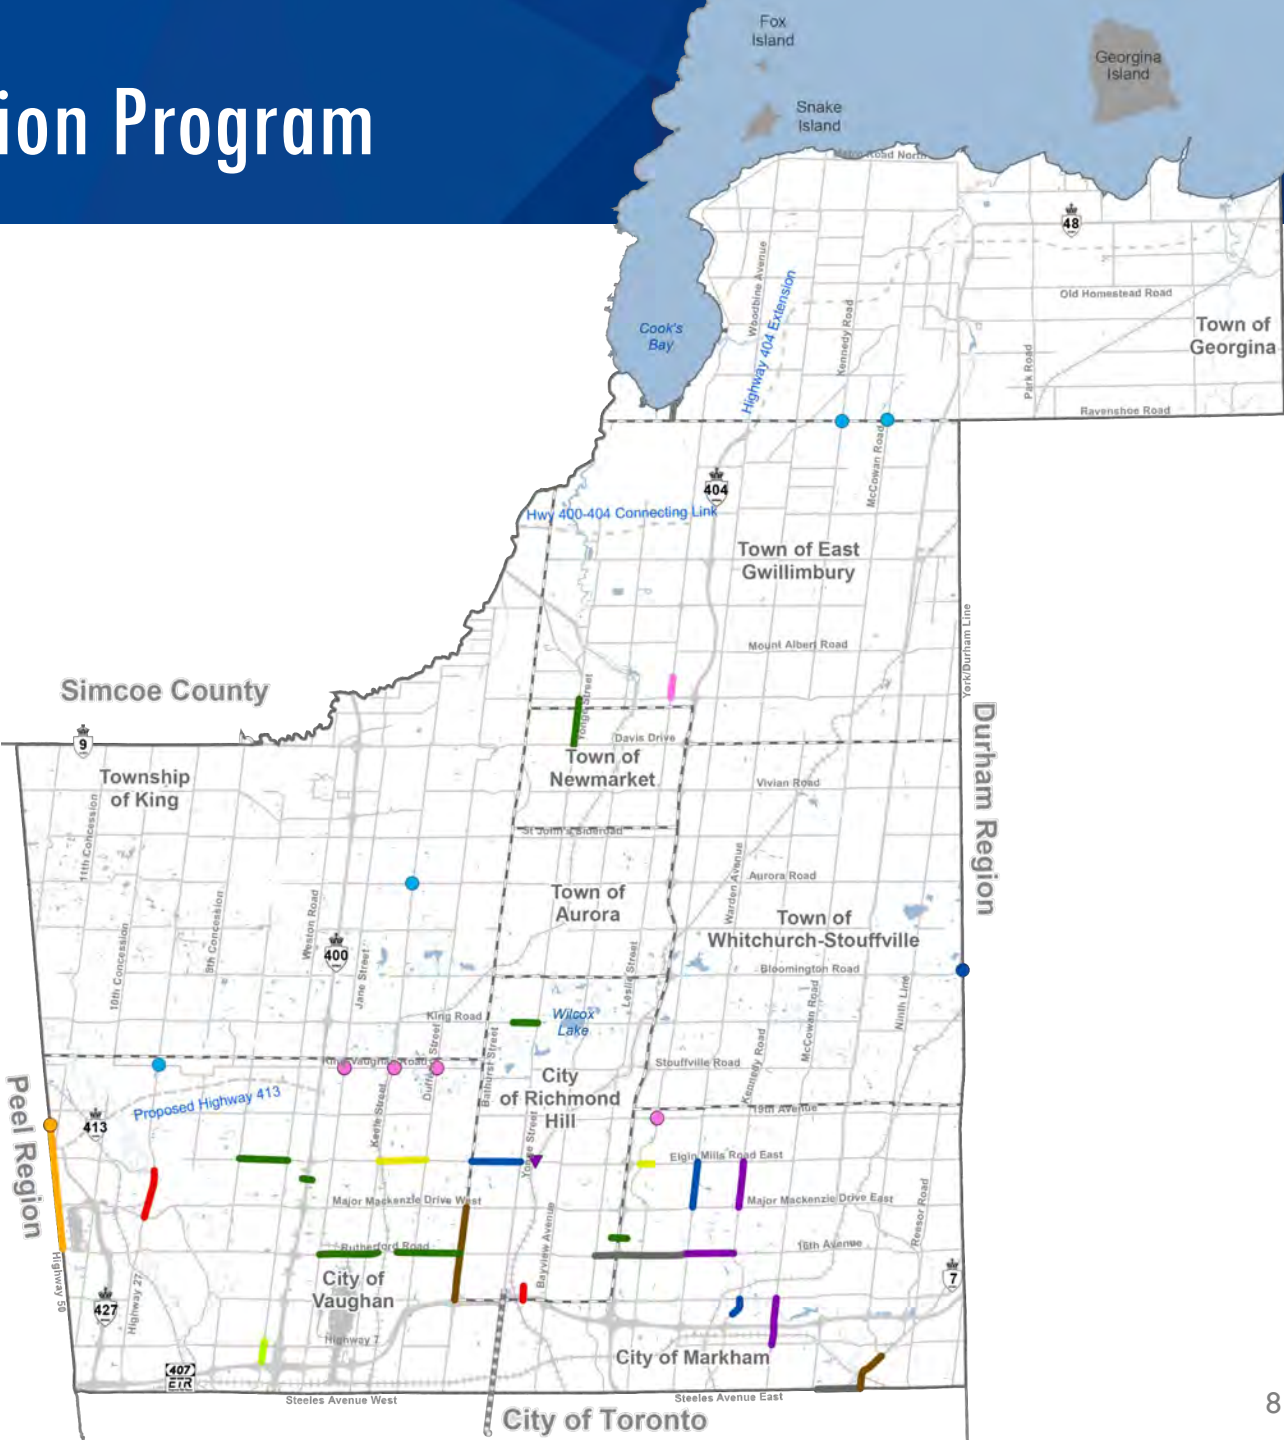 ion Program
Fox
Island
Georgina
Island
Snake
Island
Metro Road North
48
Woodbine Avenue
Highway 404 Extension
Old Homestead Road
Kennedy Road
Cook's
Bay
Town of
Georgina
Park Road
Ravenshoe Road
McCowan Road
404
Hwy 400-404 Connecting Link
Town of East
Gwillimbury
York/Durham Line
Mount Albert Road
Simcoe County
Yonge Street
Durham Region
9
Davis Drive
Town of
Newmarket
Township
of King
Vivian Road
11th Concession
St John's Sideroad
Warden Avenue
Aurora Road
Town of
Aurora
Town of
Whitchurch-Stouffville
Weston Road
8th Concession
10th Concession
400
Jane Street
Leslie Street
Bloomington Road
Ninth Line
McCowan Road
King Road
Wilcox
Lake
Bathurst Street
King Vaughan Road
Stouffville Road
Kennedy Road
City
of Richmond
Hill
Peel Region
Proposed Highway 413
413
Keele Street
19th Avenue
Yonge Street
Elgin Mills Road East
Major Mackenzie Drive West
Major Mackenzie Drive East
Reesor Road
Bayview Avenue
Rutherford Road
16th Avenue
Highway 50
Highway 27
City of
Vaughan
7
427
Highway 7
City of Markham
407
ETR
Steeles Avenue West
Steeles Avenue East
City of Toronto
8